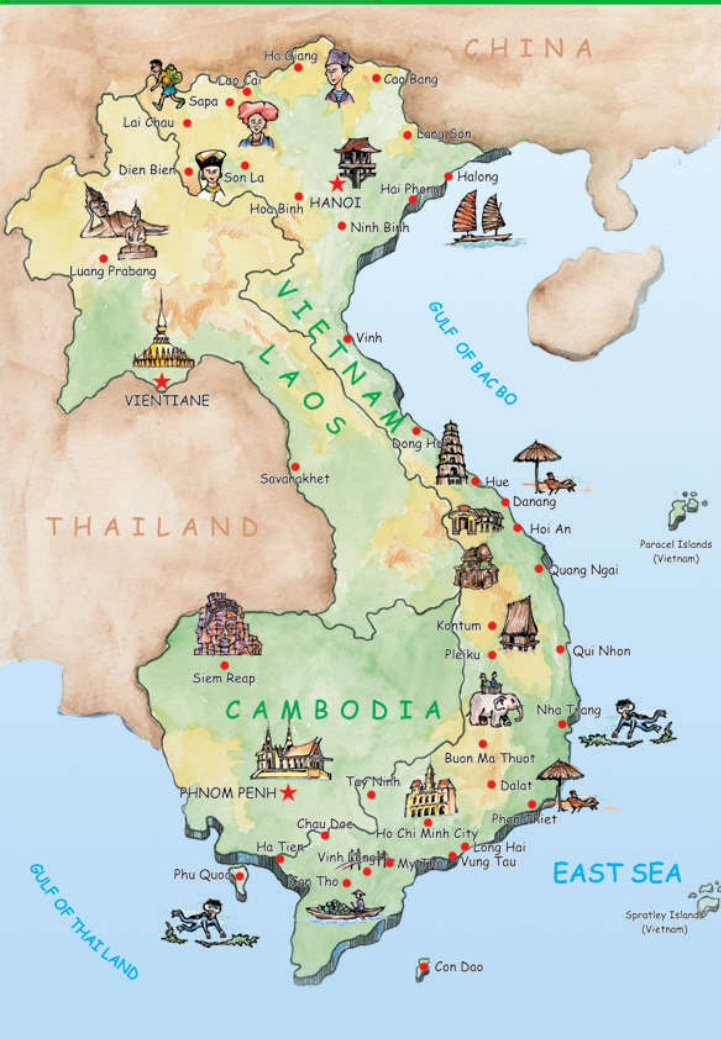 CHINA
Ha Giang
Cao Bang
Lao Cai
Sapa
Lai Chau
Lang Son
Dien Bien
Son La
Halong
Hai Phong
Hoa Binh
HANOI
Ninh Binh
Luang Prabang
VIETNAM
GULF OF BAC BO
Vinh
LAOS
VIENTIANE
Dong Ho
Savanakhet
Hue
Danang
THAILAND
Hoi An
Paracel Islands
(Vietnam)
Quang Ngai
Kontum
Pleiku
Qui Nhon
Siem Reap
CAMBODIA
Nha Trang
Buon Ma Thuot
Tay Ninh
Dalat
PHNOM PENH
Phan Thiet
Chau Doc
Ho Chi Minh City
Ha Tien
Long Hai
Vinh Long
My Tho
Vung Tau
Phu Quoc
Can Tho
EAST SEA
GULF OF THAILAND
Spratley Islands
(Vietnam)
Con Dao